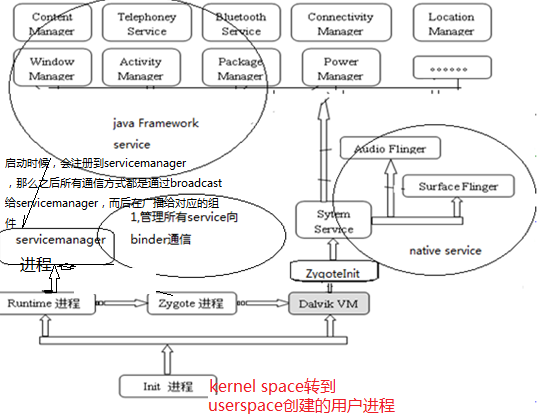 Content
Manager
Telephoney
Service
Bluetooth
Service
Connectivity
Manager
Location
Manager
Window
Manager
Activity
Manager
Package
Manager
Power
Manager
。。。。。。
java Framework
service
启动时候，会注册到servicemanager
，那么之后所有通信方式都是通过broadcast
给servicemanager，而后在广播给对应的组
件
1,管理所有service向
binder通信
servicemanager
进程
Audio Flinger
Surface Flinger
Sytem
Service
native service
ZygoteInit
Runtime 进程
Zygote 进程
Dalvik VM
Init 进程
kernel space转到
userspace创建的用户进程